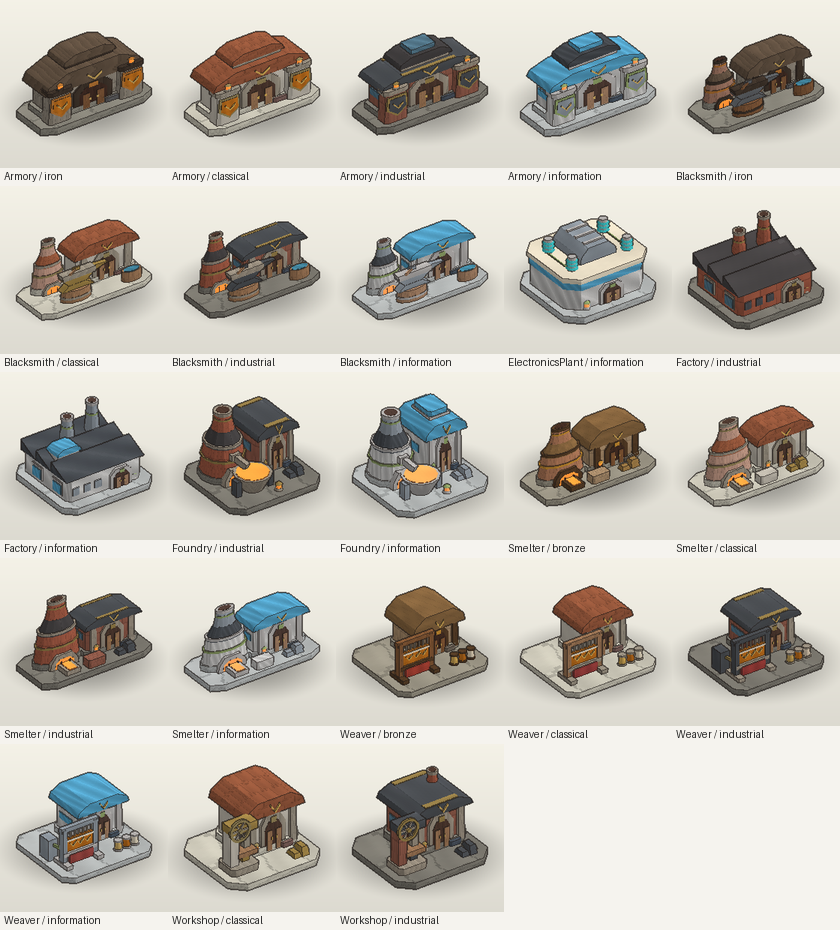 Armory / iron
Armory / classical
Armory / industrial
Armory / information
Blacksmith / iron
Blacksmith / classical
Blacksmith / industrial
Blacksmith / information
ElectronicsPlant / information
Factory / industrial
Factory / information
Foundry / industrial
Foundry / information
Smelter / bronze
Smelter / classical
Smelter / industrial
Smelter / information
Weaver / bronze
Weaver / classical
Weaver / industrial
Weaver / information
Workshop / classical
Workshop / industrial